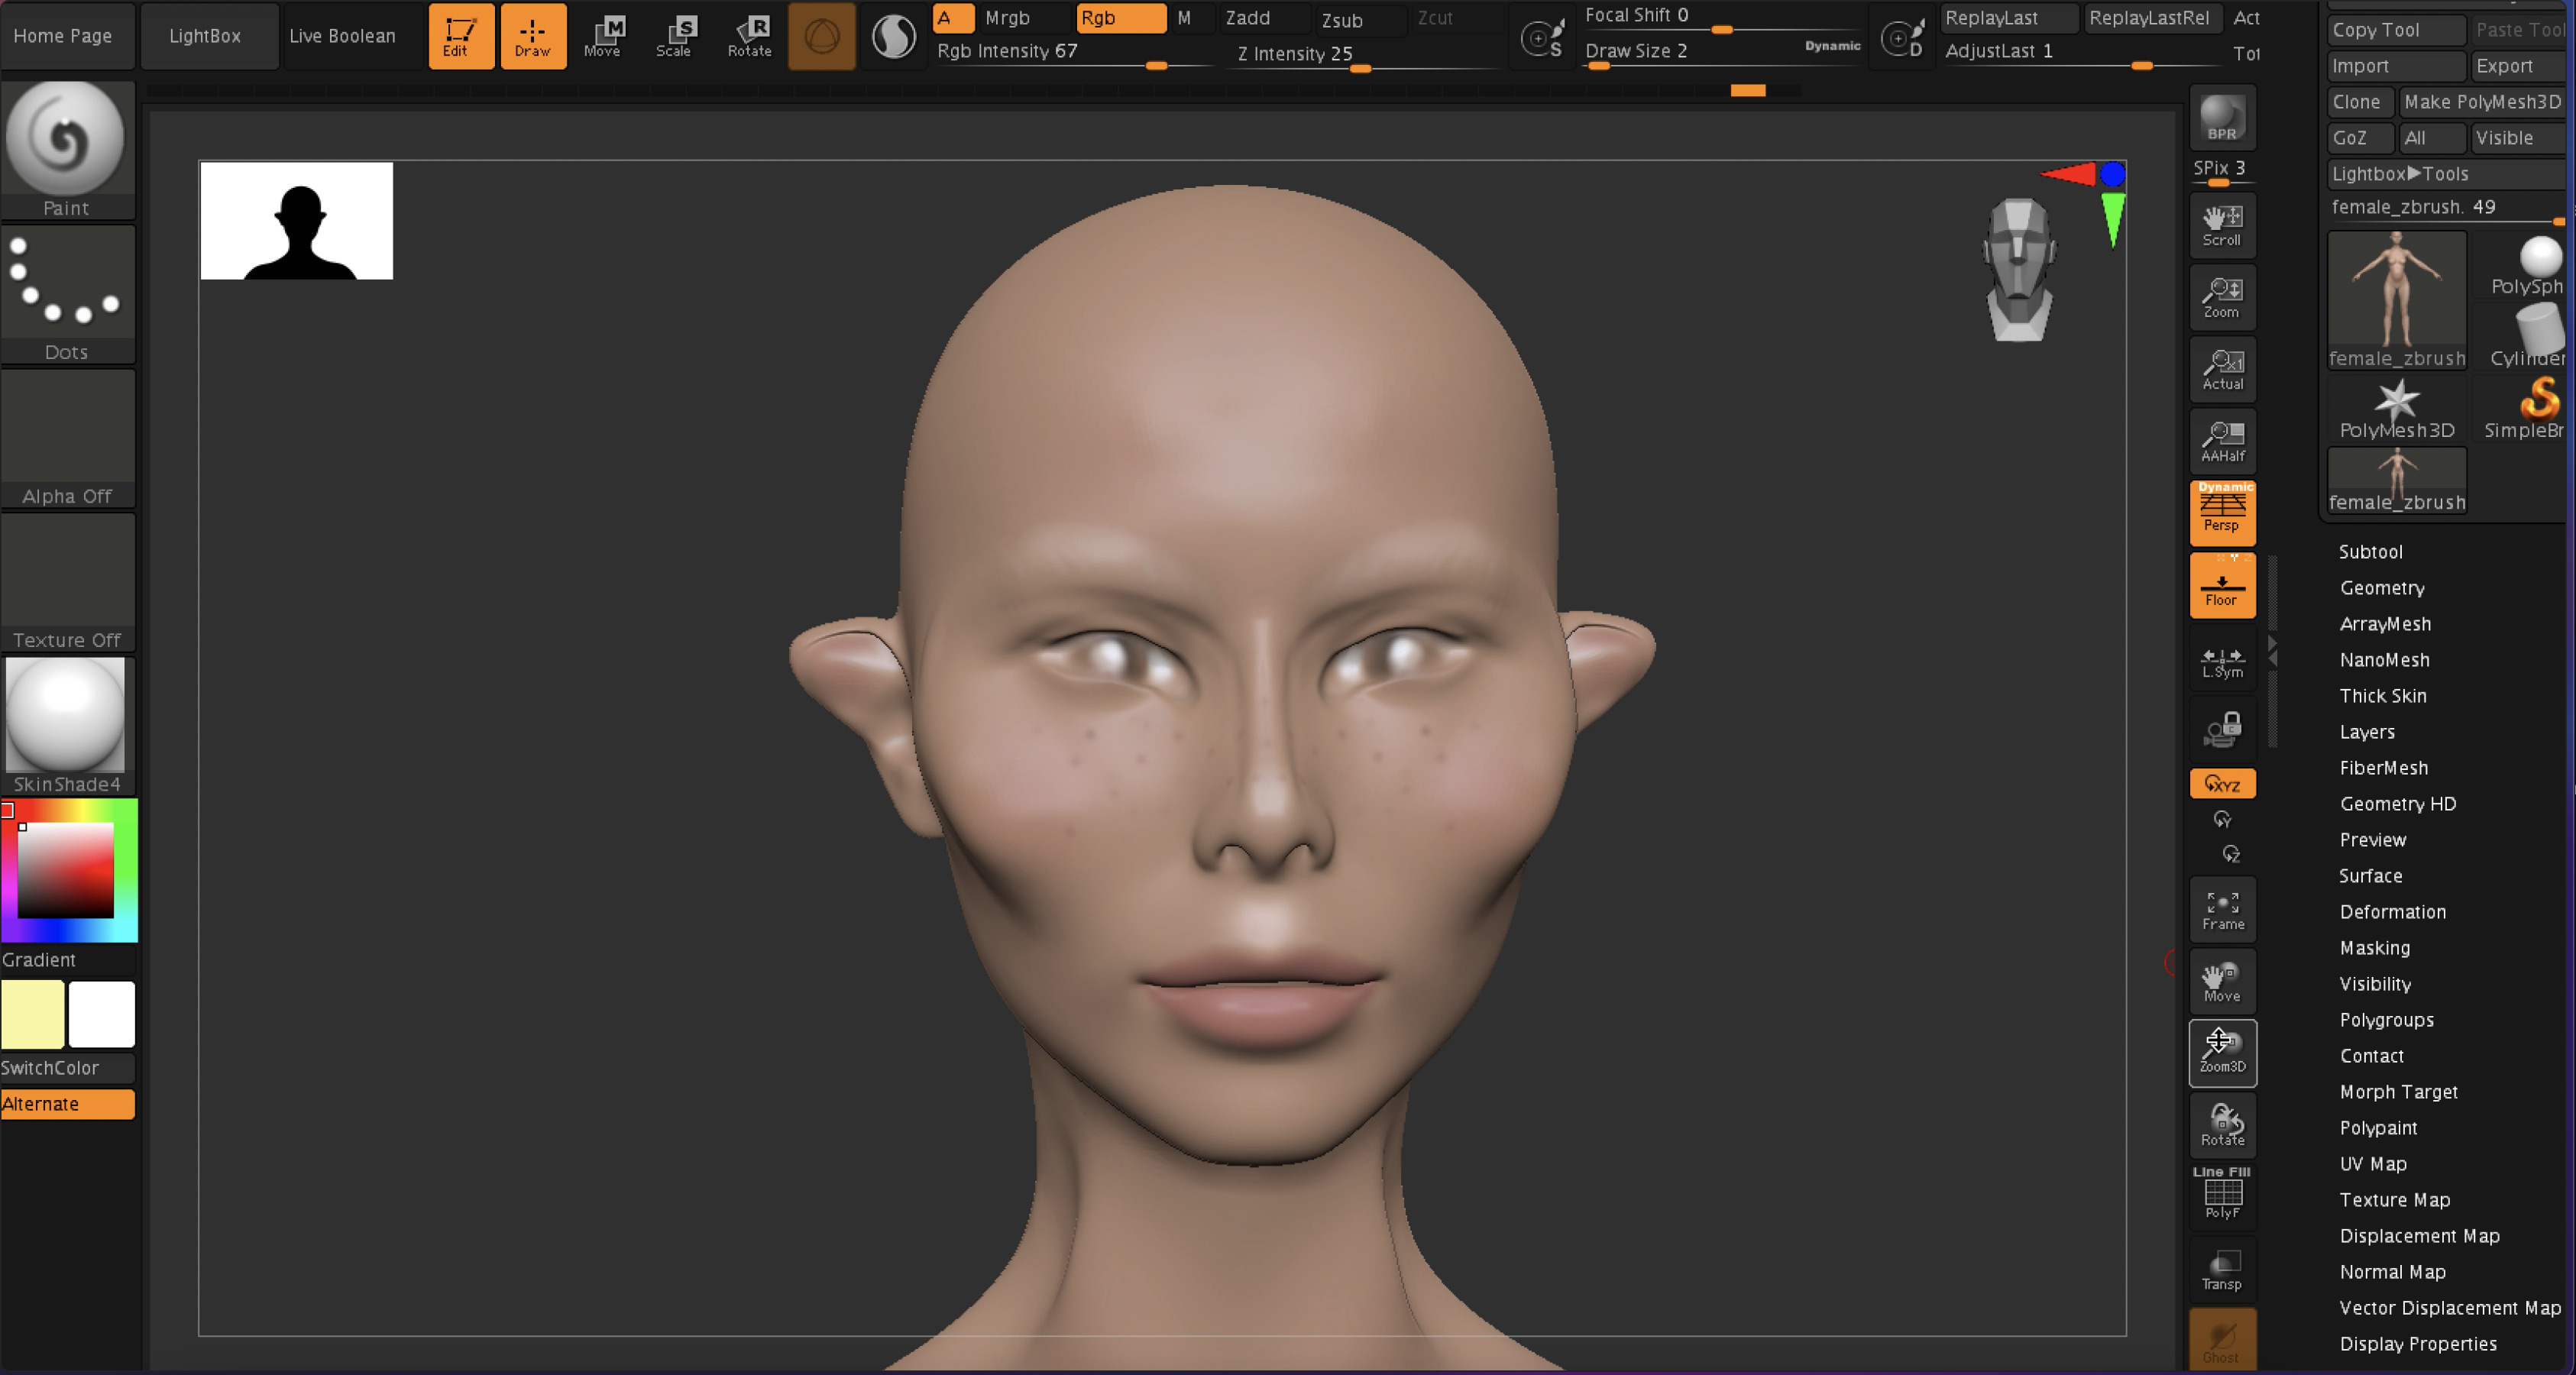 Home Page
LightBox
Live Boolean
Edit
Draw
M
Move
S
Scale
R
Rotate
A
Mrgb
Rgb
M
Rgb Intensity 67
Zadd
Zsub
Zcut
Z Intensity 25
S
Focal Shift 0
Draw Size 2
Dynamic
D
ReplayLast
ReplayLastRel
Act
AdjustLast 1
Tot
Paint
Dots
Alpha Off
Texture Off
SkinShade4
Gradient
SwitchColor
Alternate
BPR
SPix 3
Scroll
Zoom
x1
Actual
AAHalf
Dynamic
Persp
Floor
L.Sym
XYZ
Y
Z
Frame
Move
Zoom3D
Rotate
Line Fill
PolyF
Transp
Ghost
Copy Tool
Paste Tool
Import
Export
Clone
Make PolyMesh3D
GoZ
All
Visible
Lightbox▶Tools
female_zbrush. 49
female_zbrush
PolySph
Cylinder
PolyMesh3D
SimpleBr
female_zbrush
Subtool
Geometry
ArrayMesh
NanoMesh
Thick Skin
Layers
FiberMesh
Geometry HD
Preview
Surface
Deformation
Masking
Visibility
Polygroups
Contact
Morph Target
Polypaint
UV Map
Texture Map
Displacement Map
Normal Map
Vector Displacement Map
Display Properties